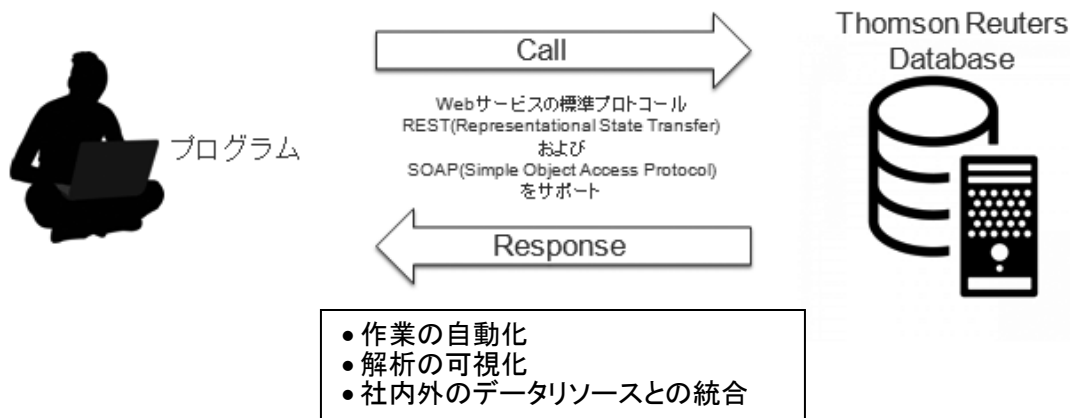 Thomson Reuters
Database
Call
Webサービスの標準プロトコール
REST(Representational State Transfer)
および
SOAP(Simple Object Access Protocol)
をサポート
プログラム
Response
• 作業の自動化
• 解析の可視化
• 社内外のデータリソースとの統合